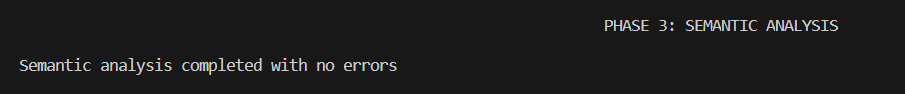 PHASE 3: SEMANTIC ANALYSIS
Semantic analysis completed with no errors